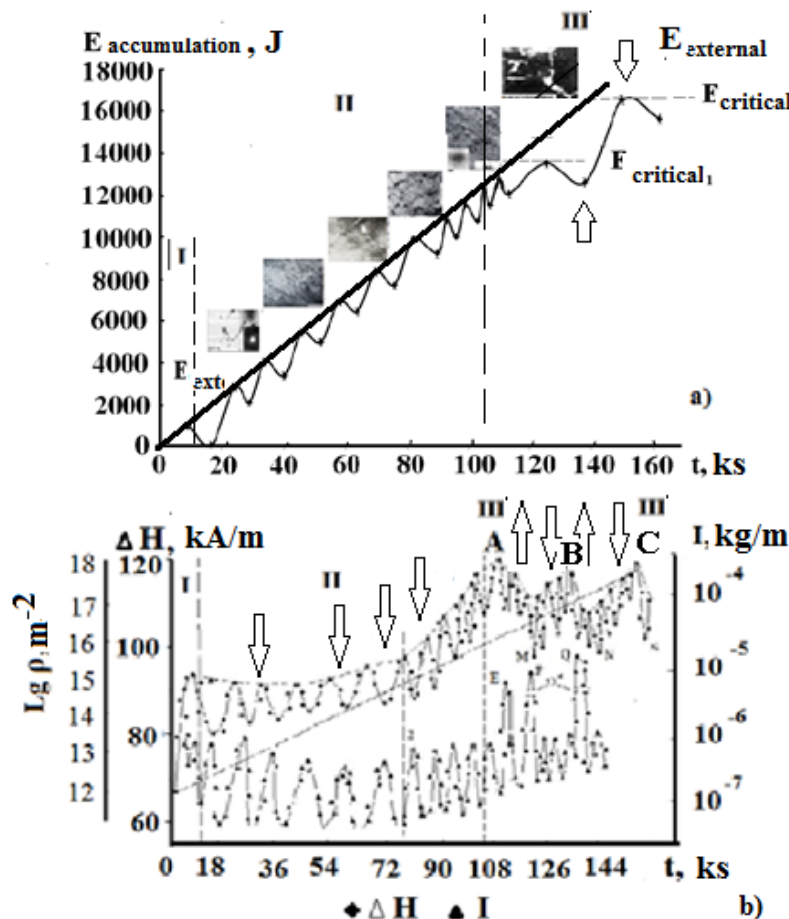 E accumulation , J
III
E external
18000
16000
14000
12000
10000
8000
6000
4000
2000
0
II
I
E critical
E critical₁
E exte
0 20 40 60 80 100 120 140 160
t, ks
a)
Δ H, kA/m
I, kg/m
Lg ρ, m⁻²
18
17
16
15
14
13
12
120
100
80
60
I
II
III
A
B
C
III
10⁻⁴
10⁻⁵
10⁻⁶
10⁻⁷
M
Q
N
S
E
P
2
0 18 36 54 72 90 108 126 144
t, ks
◆ △ H ▲ I
b)